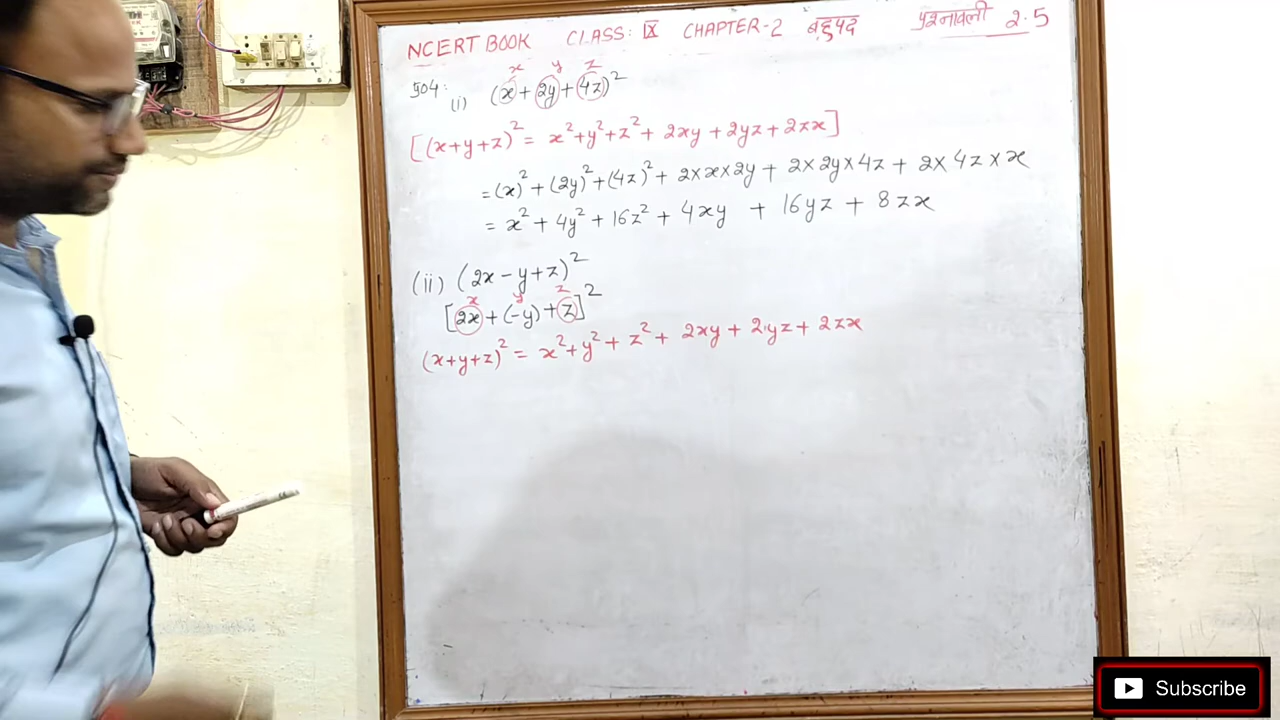 NCERT BOOK CLASS: IX CHAPTER-2 बहुपद प्रश्नावली 2.5
x y z
प्र04: (i) (x + 2y + 4z)²
[(x+y+z)² = x²+y²+z²+ 2xy + 2yz + 2zx]
= (x)² + (2y)² + (4z)² + 2×x×2y + 2×2y×4z + 2×4z×x
= x² + 4y² + 16z² + 4xy + 16yz + 8zx
(ii) (2x - y + z)²
x y z
[2x + (-y) + z]²
(x+y+z)² = x²+y²+ z²+ 2xy + 2yz + 2zx
Subscribe